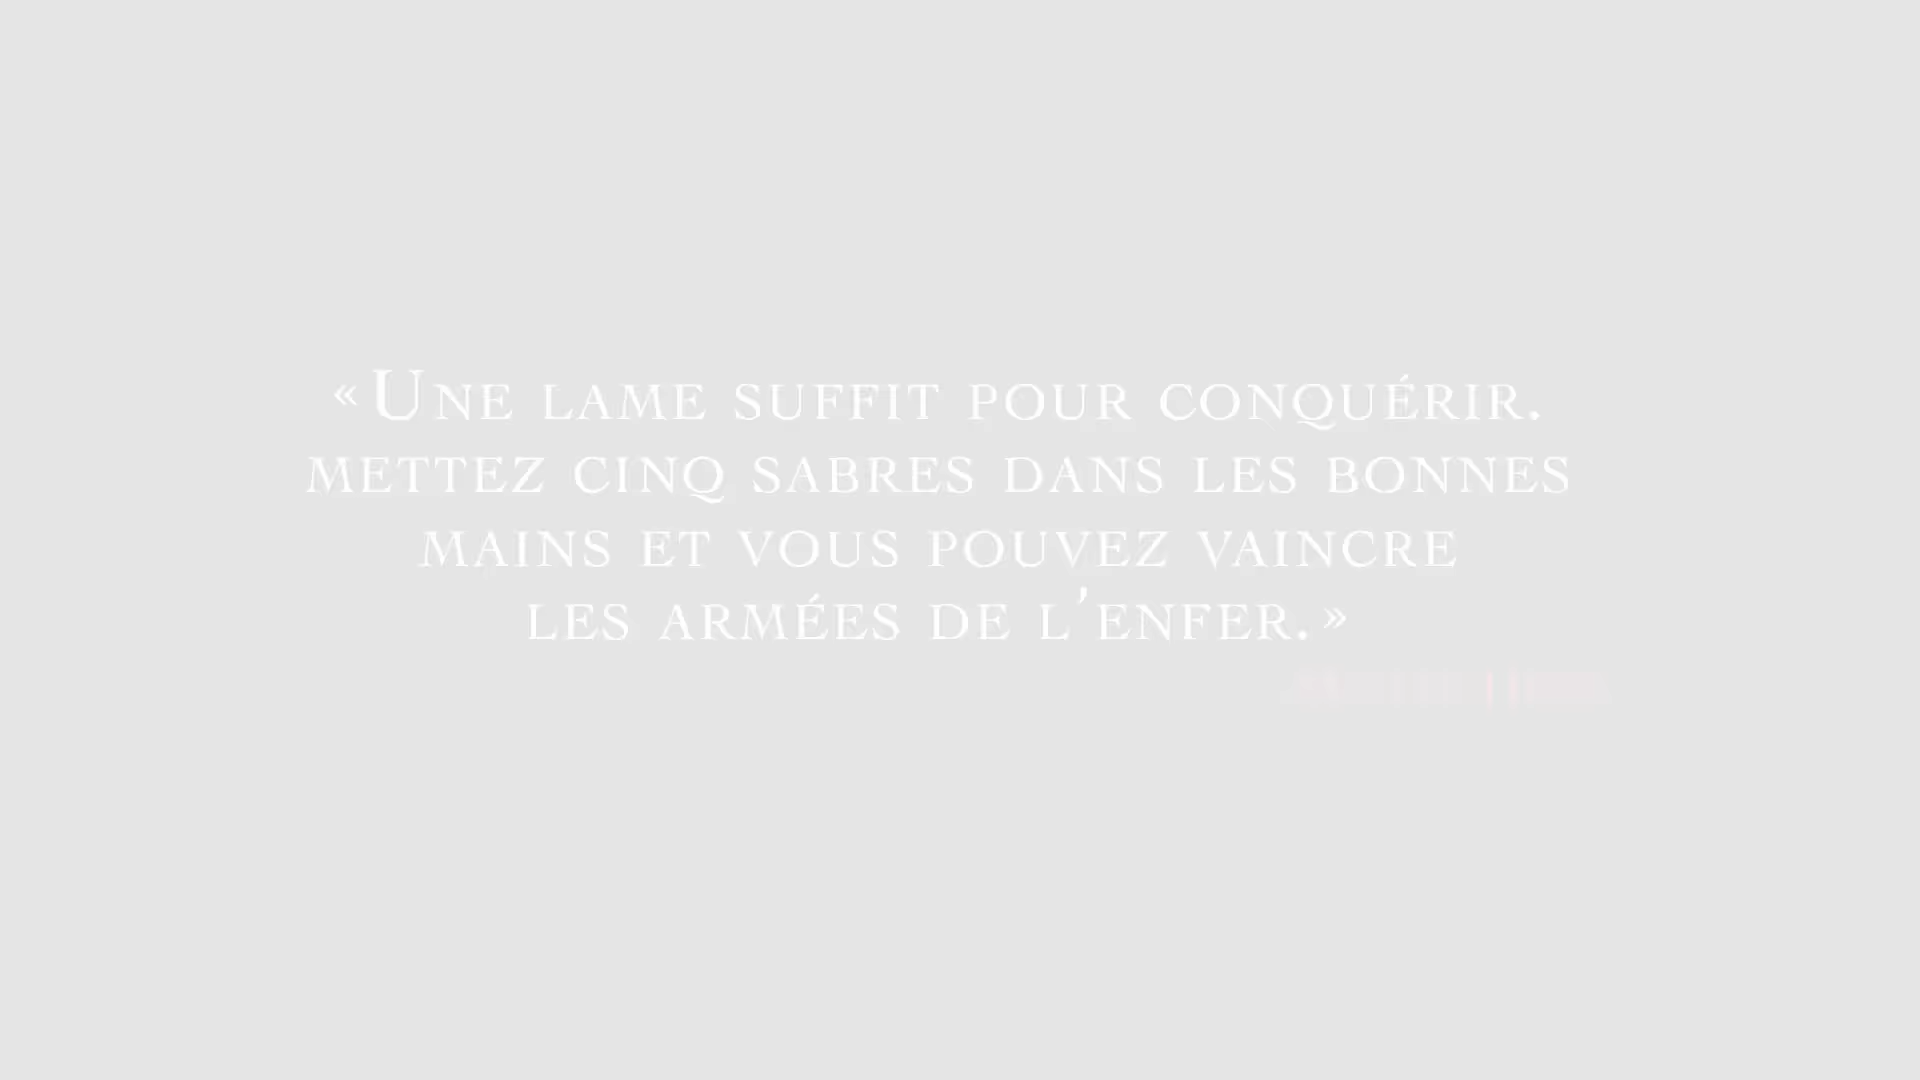 « Une lame suffit pour conquérir.
mettez cinq sabres dans les bonnes
mains et vous pouvez vaincre
les armées de l'enfer. »